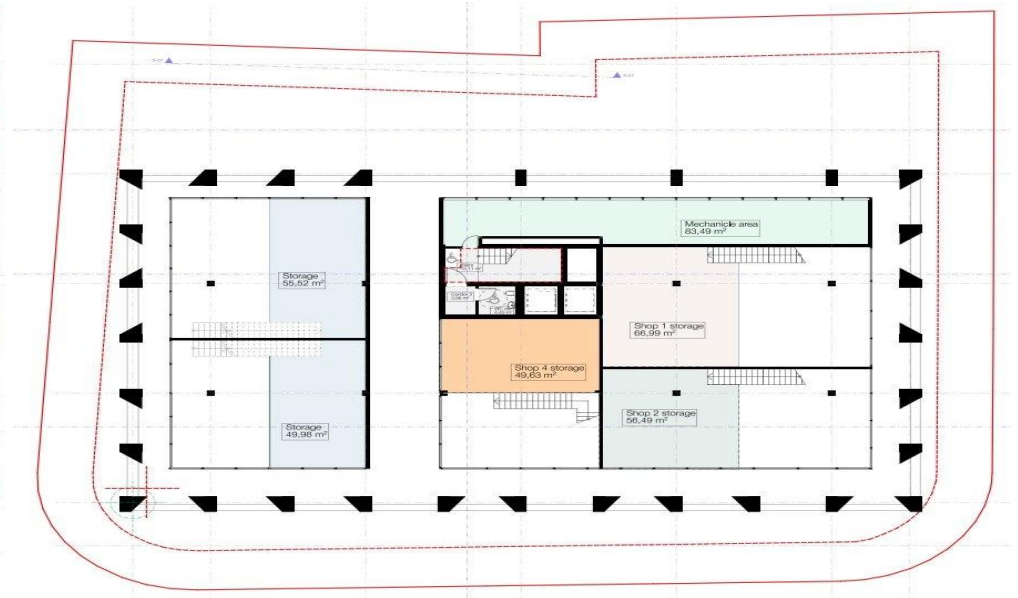 Mechanicle area
83,49 m²
Storage
55,52 m²
Shop 1 storage
66,99 m²
Shop 4 storage
49,63 m²
Shop 2 storage
56,49 m²
Storage
49,98 m²